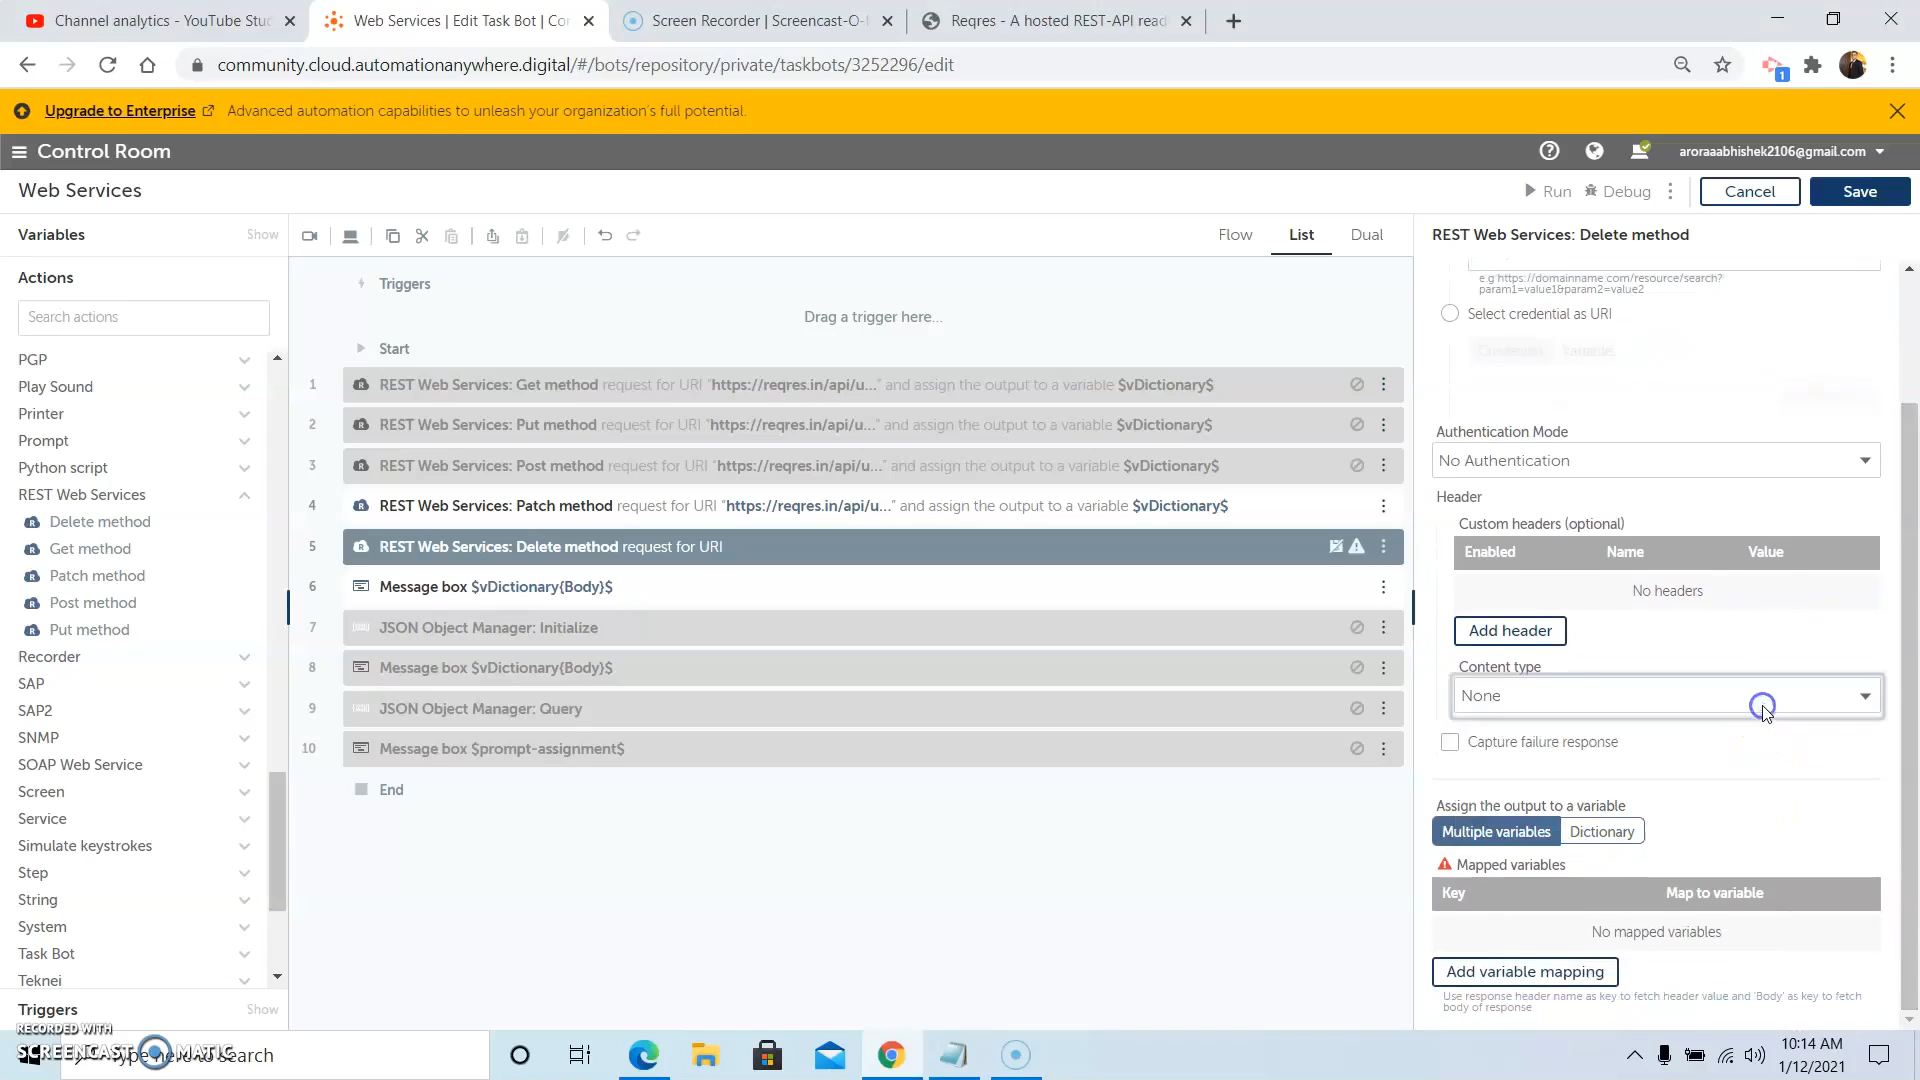 Channel analytics - YouTube Stud
Web Services | Edit Task Bot | Co
Screen Recorder | Screencast-O-
Reqres - A hosted REST-API read
community.cloud.automationanywhere.digital/#/bots/repository/private/taskbots/3252296/edit
1
Upgrade to Enterprise Advanced automation capabilities to unleash your organization's full potential.
Control Room
aroraaabhishek2106@gmail.com
Web Services
Run Debug Cancel Save
Variables Show
Flow List Dual
REST Web Services: Delete method
Actions
Search actions
PGP
Play Sound
Printer
Prompt
Python script
REST Web Services
Delete method
Get method
Patch method
Post method
Put method
Recorder
SAP
SAP2
SNMP
SOAP Web Service
Screen
Service
Simulate keystrokes
Step
String
System
Task Bot
Teknei
Triggers Show
Triggers
Drag a trigger here...
Start
1 REST Web Services: Get method request for URI "https://reqres.in/api/u..." and assign the output to a variable $vDictionary$
2 REST Web Services: Put method request for URI "https://reqres.in/api/u..." and assign the output to a variable $vDictionary$
3 REST Web Services: Post method request for URI "https://reqres.in/api/u..." and assign the output to a variable $vDictionary$
4 REST Web Services: Patch method request for URI "https://reqres.in/api/u..." and assign the output to a variable $vDictionary$
5 REST Web Services: Delete method request for URI
6 Message box $vDictionary{Body}$
7 JSON Object Manager: Initialize
8 Message box $vDictionary{Body}$
9 JSON Object Manager: Query
10 Message box $prompt-assignment$
End
e.g https://domainname.com/resource/search?
param1=value1&param2=value2
Select credential as URI
Credential Variable
Authentication Mode
No Authentication
Header
Custom headers (optional)
Enabled Name Value
No headers
Add header
Content type
None
Capture failure response
Assign the output to a variable
Multiple variables Dictionary
Mapped variables
Key Map to variable
No mapped variables
Add variable mapping
Use response header name as key to fetch header value and 'Body' as key to fetch
body of response
RECORDED WITH
SCREENCAST MATIC
Type here to search
10:14 AM
1/12/2021